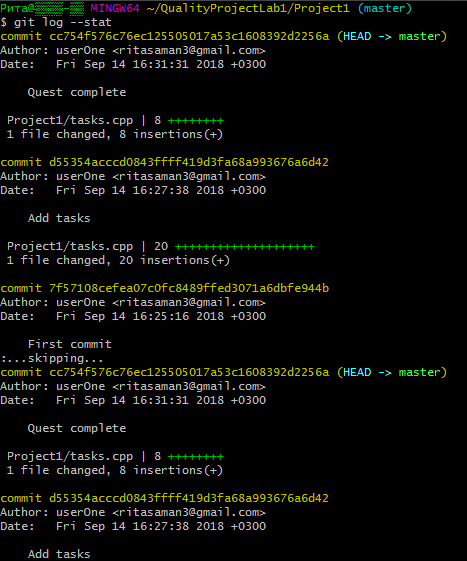 Рита@ MINGW64 ~/QualityProjectLab1/Project1 (master)
$ git log --stat
commit cc754f576c76ec125505017a53c1608392d2256a (HEAD -> master)
Author: userOne <ritasaman3@gmail.com>
Date:   Fri Sep 14 16:31:31 2018 +0300
Quest complete
Project1/tasks.cpp | 8 ++++++++
1 file changed, 8 insertions(+)
commit d55354acccd0843ffff419d3fa68a993676a6d42
Author: userOne <ritasaman3@gmail.com>
Date:   Fri Sep 14 16:27:38 2018 +0300
Add tasks
Project1/tasks.cpp | 20 ++++++++++++++++++++
1 file changed, 20 insertions(+)
commit 7f57108cefea07c0fc8489ffed3071a6dbfe944b
Author: userOne <ritasaman3@gmail.com>
Date:   Fri Sep 14 16:25:16 2018 +0300
First commit
:...skipping...
commit cc754f576c76ec125505017a53c1608392d2256a (HEAD -> master)
Author: userOne <ritasaman3@gmail.com>
Date:   Fri Sep 14 16:31:31 2018 +0300
Quest complete
Project1/tasks.cpp | 8 ++++++++
1 file changed, 8 insertions(+)
commit d55354acccd0843ffff419d3fa68a993676a6d42
Author: userOne <ritasaman3@gmail.com>
Date:   Fri Sep 14 16:27:38 2018 +0300
Add tasks